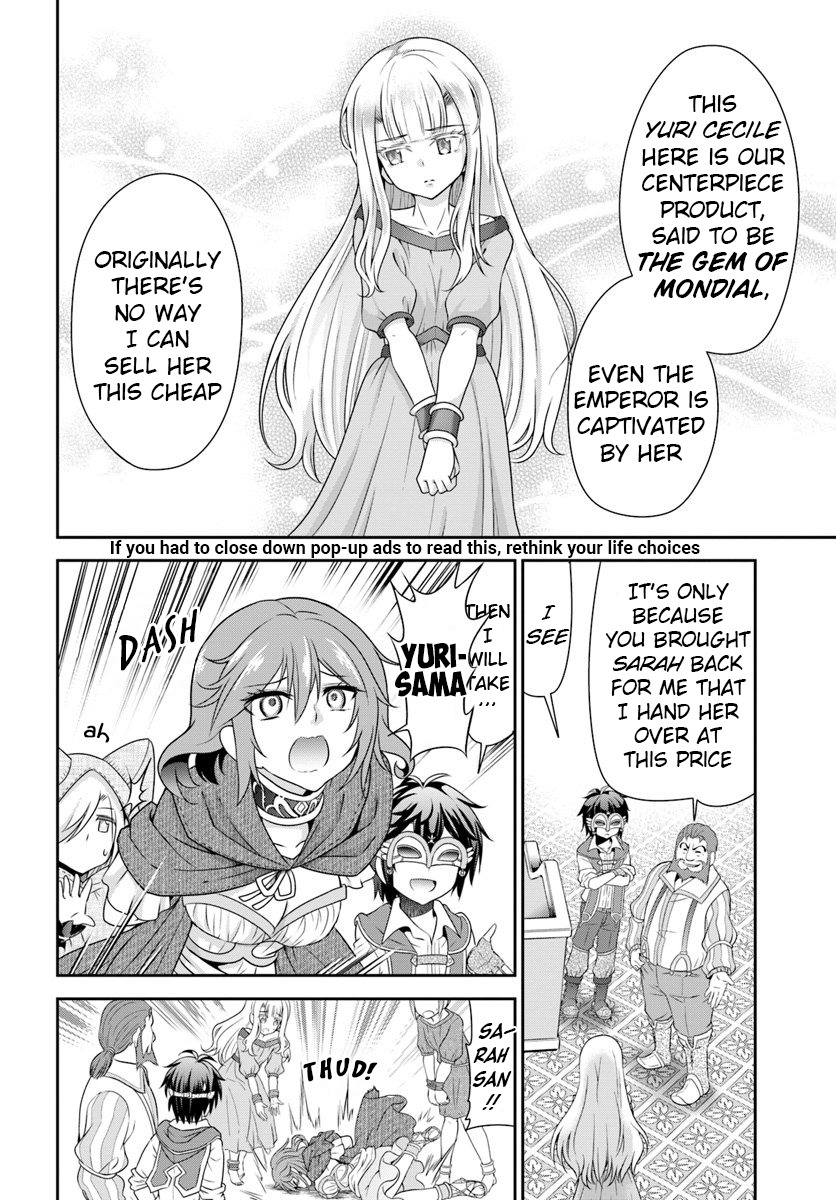 THIS
YURI CECILE
HERE IS OUR
CENTERPIECE
PRODUCT,
SAID TO BE
THE GEM OF
MONDIAL,
EVEN THE
EMPEROR IS
CAPTIVATED
BY HER
ORIGINALLY
THERE'S
NO WAY
I CAN
SELL HER
THIS CHEAP
If you had to close down pop-up ads to read this, rethink your life choices
IT'S ONLY
BECAUSE
YOU BROUGHT
SARAH BACK
FOR ME THAT
I HAND HER
OVER AT
THIS PRICE
I
SEE
THEN
I
WILL
TAKE
...
YURI-
SAMA
DASH
ah
SA-
RAH
SAN
!!
THUD!